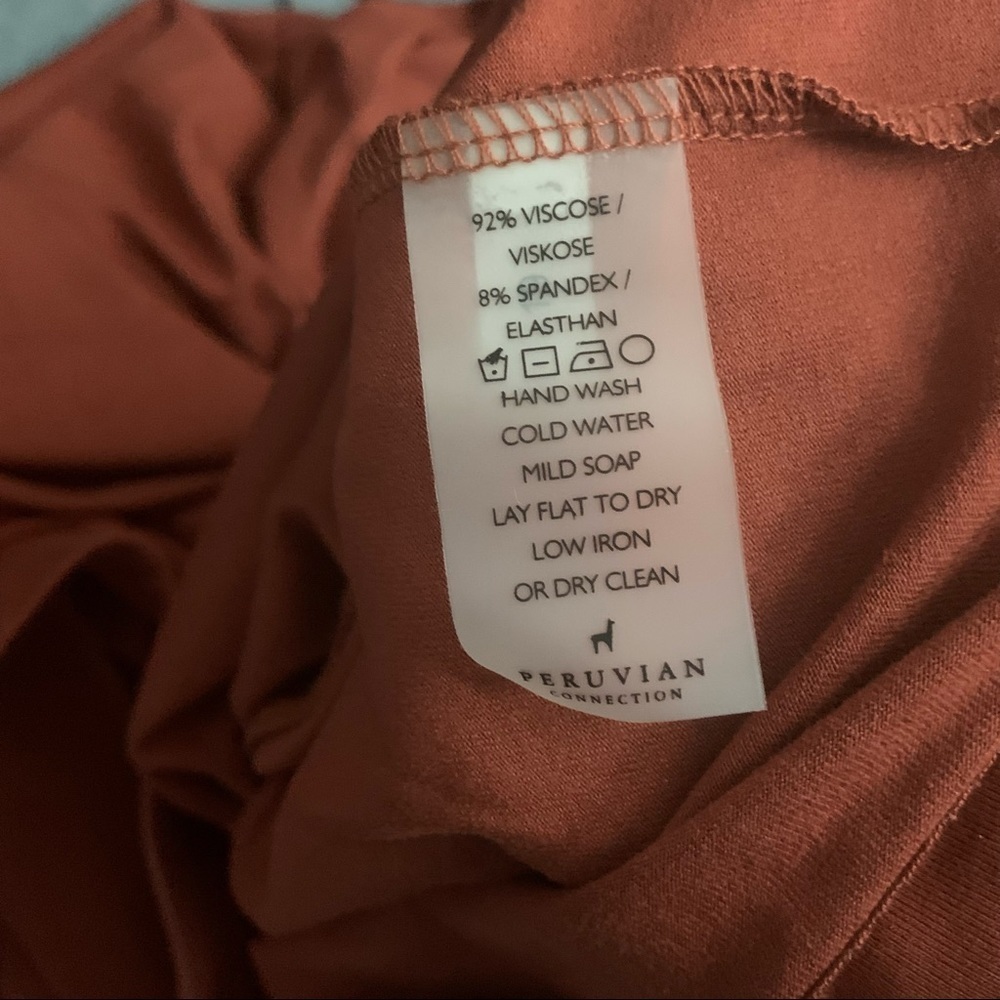 92% VISCOSE /
VISKOSE
8% SPANDEX /
ELASTHAN
HAND WASH
COLD WATER
MILD SOAP
LAY FLAT TO DRY
LOW IRON
OR DRY CLEAN
PERUVIAN
CONNECTION